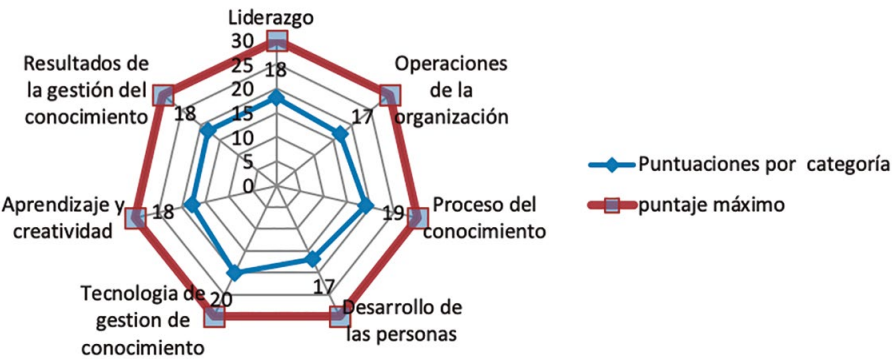 Liderazgo
30
25
20
15
10
5
0
18
Operaciones
de la
organización
17
Proceso del
conocimiento
19
Desarrollo de
las personas
17
Tecnologia de
gestion de
conocimiento
20
Aprendizaje y
creatividad
18
Resultados de
la gestión del
conocimiento
18
Puntuaciones por categoría
puntaje máximo